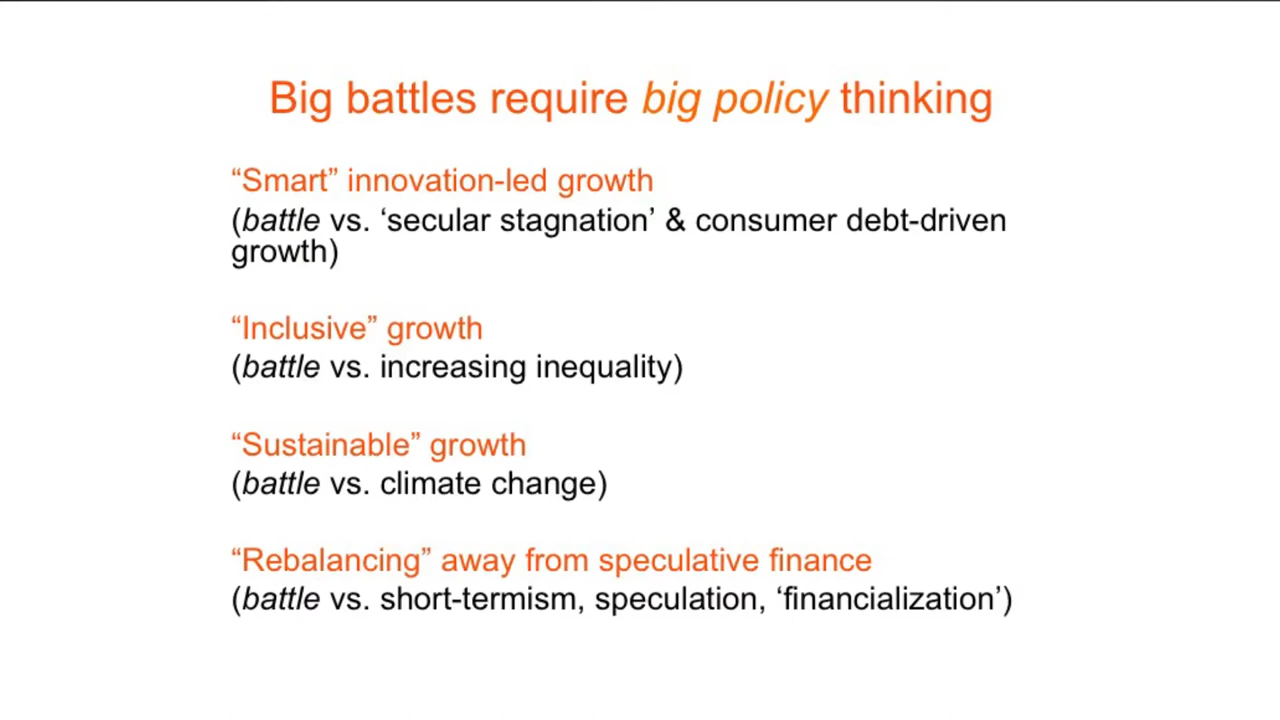 Big battles require big policy thinking
“Smart” innovation-led growth
(battle vs. ‘secular stagnation’ & consumer debt-driven
growth)
“Inclusive” growth
(battle vs. increasing inequality)
“Sustainable” growth
(battle vs. climate change)
“Rebalancing” away from speculative finance
(battle vs. short-termism, speculation, ‘financialization’)